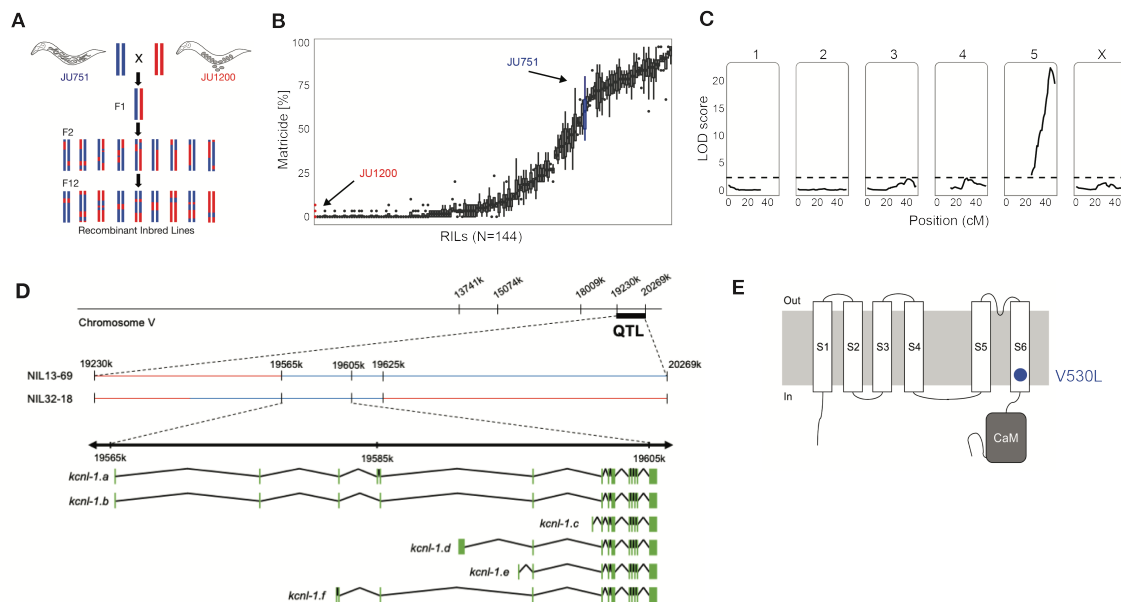 A
JU751
X
JU1200
F1
F2
F12
Recombinant Inbred Lines
B
Matricide [%]
100
75
50
25
0
JU751
JU1200
RILs (N=144)
C
1 2 3 4 5 X
LOD score
20
15
10
5
0
0 20 40 0 20 40 0 20 40 0 20 40 0 20 40 0 20 40
Position (cM)
D
13741k 15074k 18009k 19230k 20269k
Chromosome V
QTL
19230k 19565k 19605k 19625k 20269k
NIL13-69
NIL32-18
19565k 19585k 19605k
kcnl-1.a
kcnl-1.b
kcnl-1.c
kcnl-1.d
kcnl-1.e
kcnl-1.f
E
Out
S1 S2 S3 S4 S5 S6
V530L
In
CaM